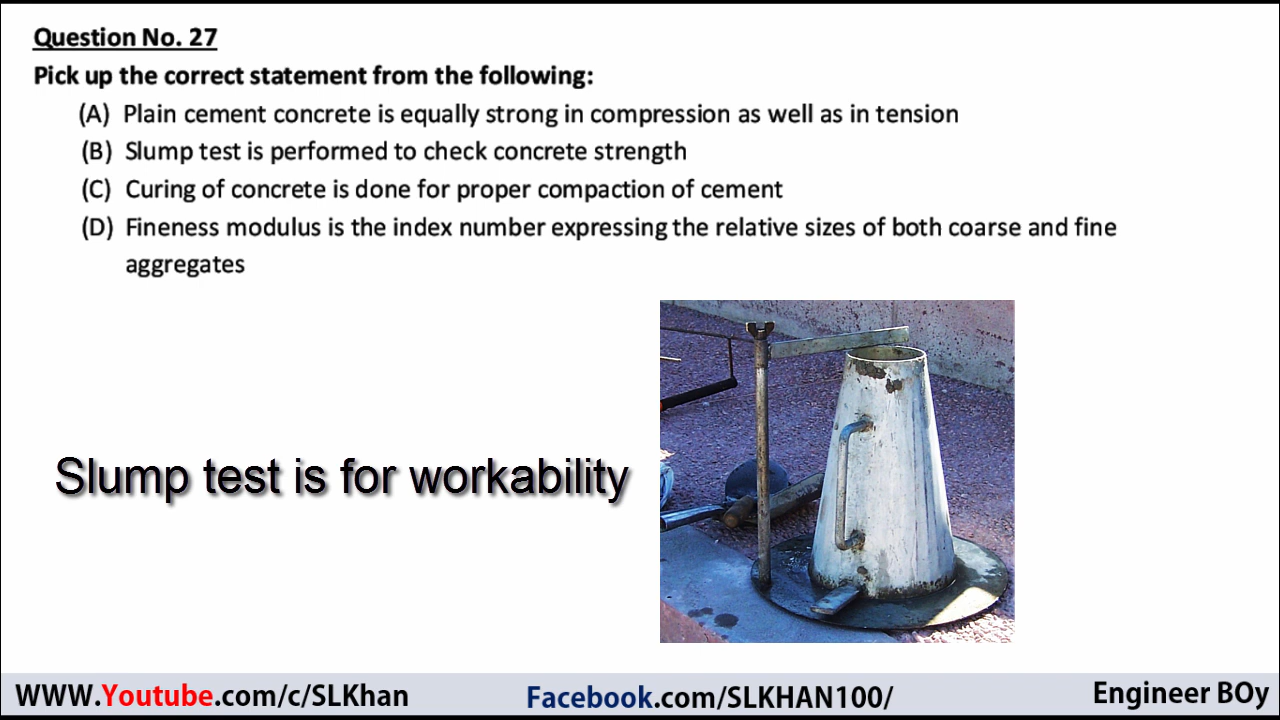 Question No. 27
Pick up the correct statement from the following:
(A) Plain cement concrete is equally strong in compression as well as in tension
(B) Slump test is performed to check concrete strength
(C) Curing of concrete is done for proper compaction of cement
(D) Fineness modulus is the index number expressing the relative sizes of both coarse and fine
aggregates
Slump test is for workability
WWW.Youtube.com/c/SLKhan
Facebook.com/SLKHAN100/
Engineer BOy